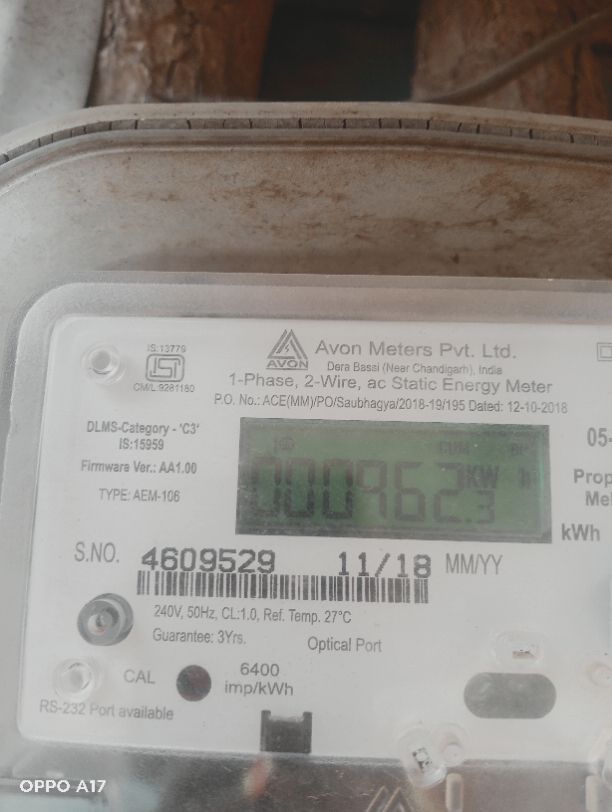 IS:13779
ISI
CM/L 9281180
AVON
Avon Meters Pvt. Ltd.
Dera Bassi (Near Chandigarh), India
1-Phase, 2-Wire, ac Static Energy Meter
P.O. No.: ACE(MM)/PO/Saubhagya/2018-19/195 Dated: 12-10-2018
DLMS-Category - 'C3'
IS:15959
Firmware Ver.: AA1.00
TYPE: AEM-106
CUM
000962.3 KW h
05-
Prop
Me
kWh
S.NO. 4609529 11/18 MM/YY
240V, 50Hz, CL:1.0, Ref. Temp. 27°C
Guarantee: 3Yrs.
Optical Port
CAL
6400
imp/kWh
RS-232 Port available
OPPO A17